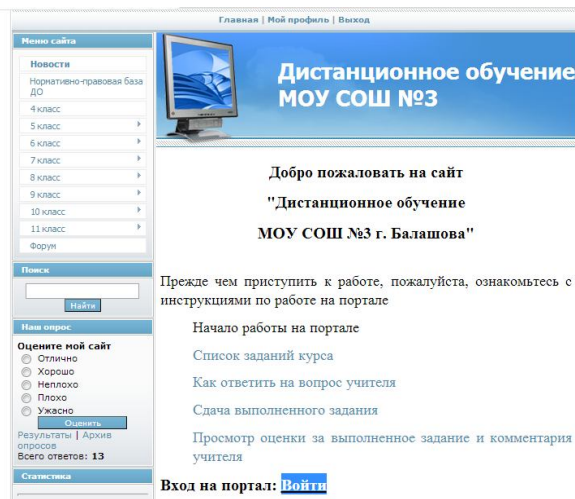 Главная | Мой профиль | Выход
Меню сайта
Новости
Нормативно-правовая база
ДО
4 класс
5 класс
6 класс
7 класс
8 класс
9 класс
10 класс
11 класс
Форум
Поиск
Найти
Наш опрос
Оцените мой сайт
Отлично
Хорошо
Неплохо
Плохо
Ужасно
Оценить
Результаты | Архив
опросов
Всего ответов: 13
Статистика
Дистанционное обучение
МОУ СОШ №3
Добро пожаловать на сайт
"Дистанционное обучение
МОУ СОШ №3 г. Балашова"
Прежде чем приступить к работе, пожалуйста, ознакомьтесь с
инструкциями по работе на портале
Начало работы на портале
Список заданий курса
Как ответить на вопрос учителя
Сдача выполненного задания
Просмотр оценки за выполненное задание и комментария
учителя
Вход на портал: Войти